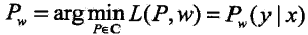 P_w = arg min_{P∈C} L(P, w) = P_w(y | x)